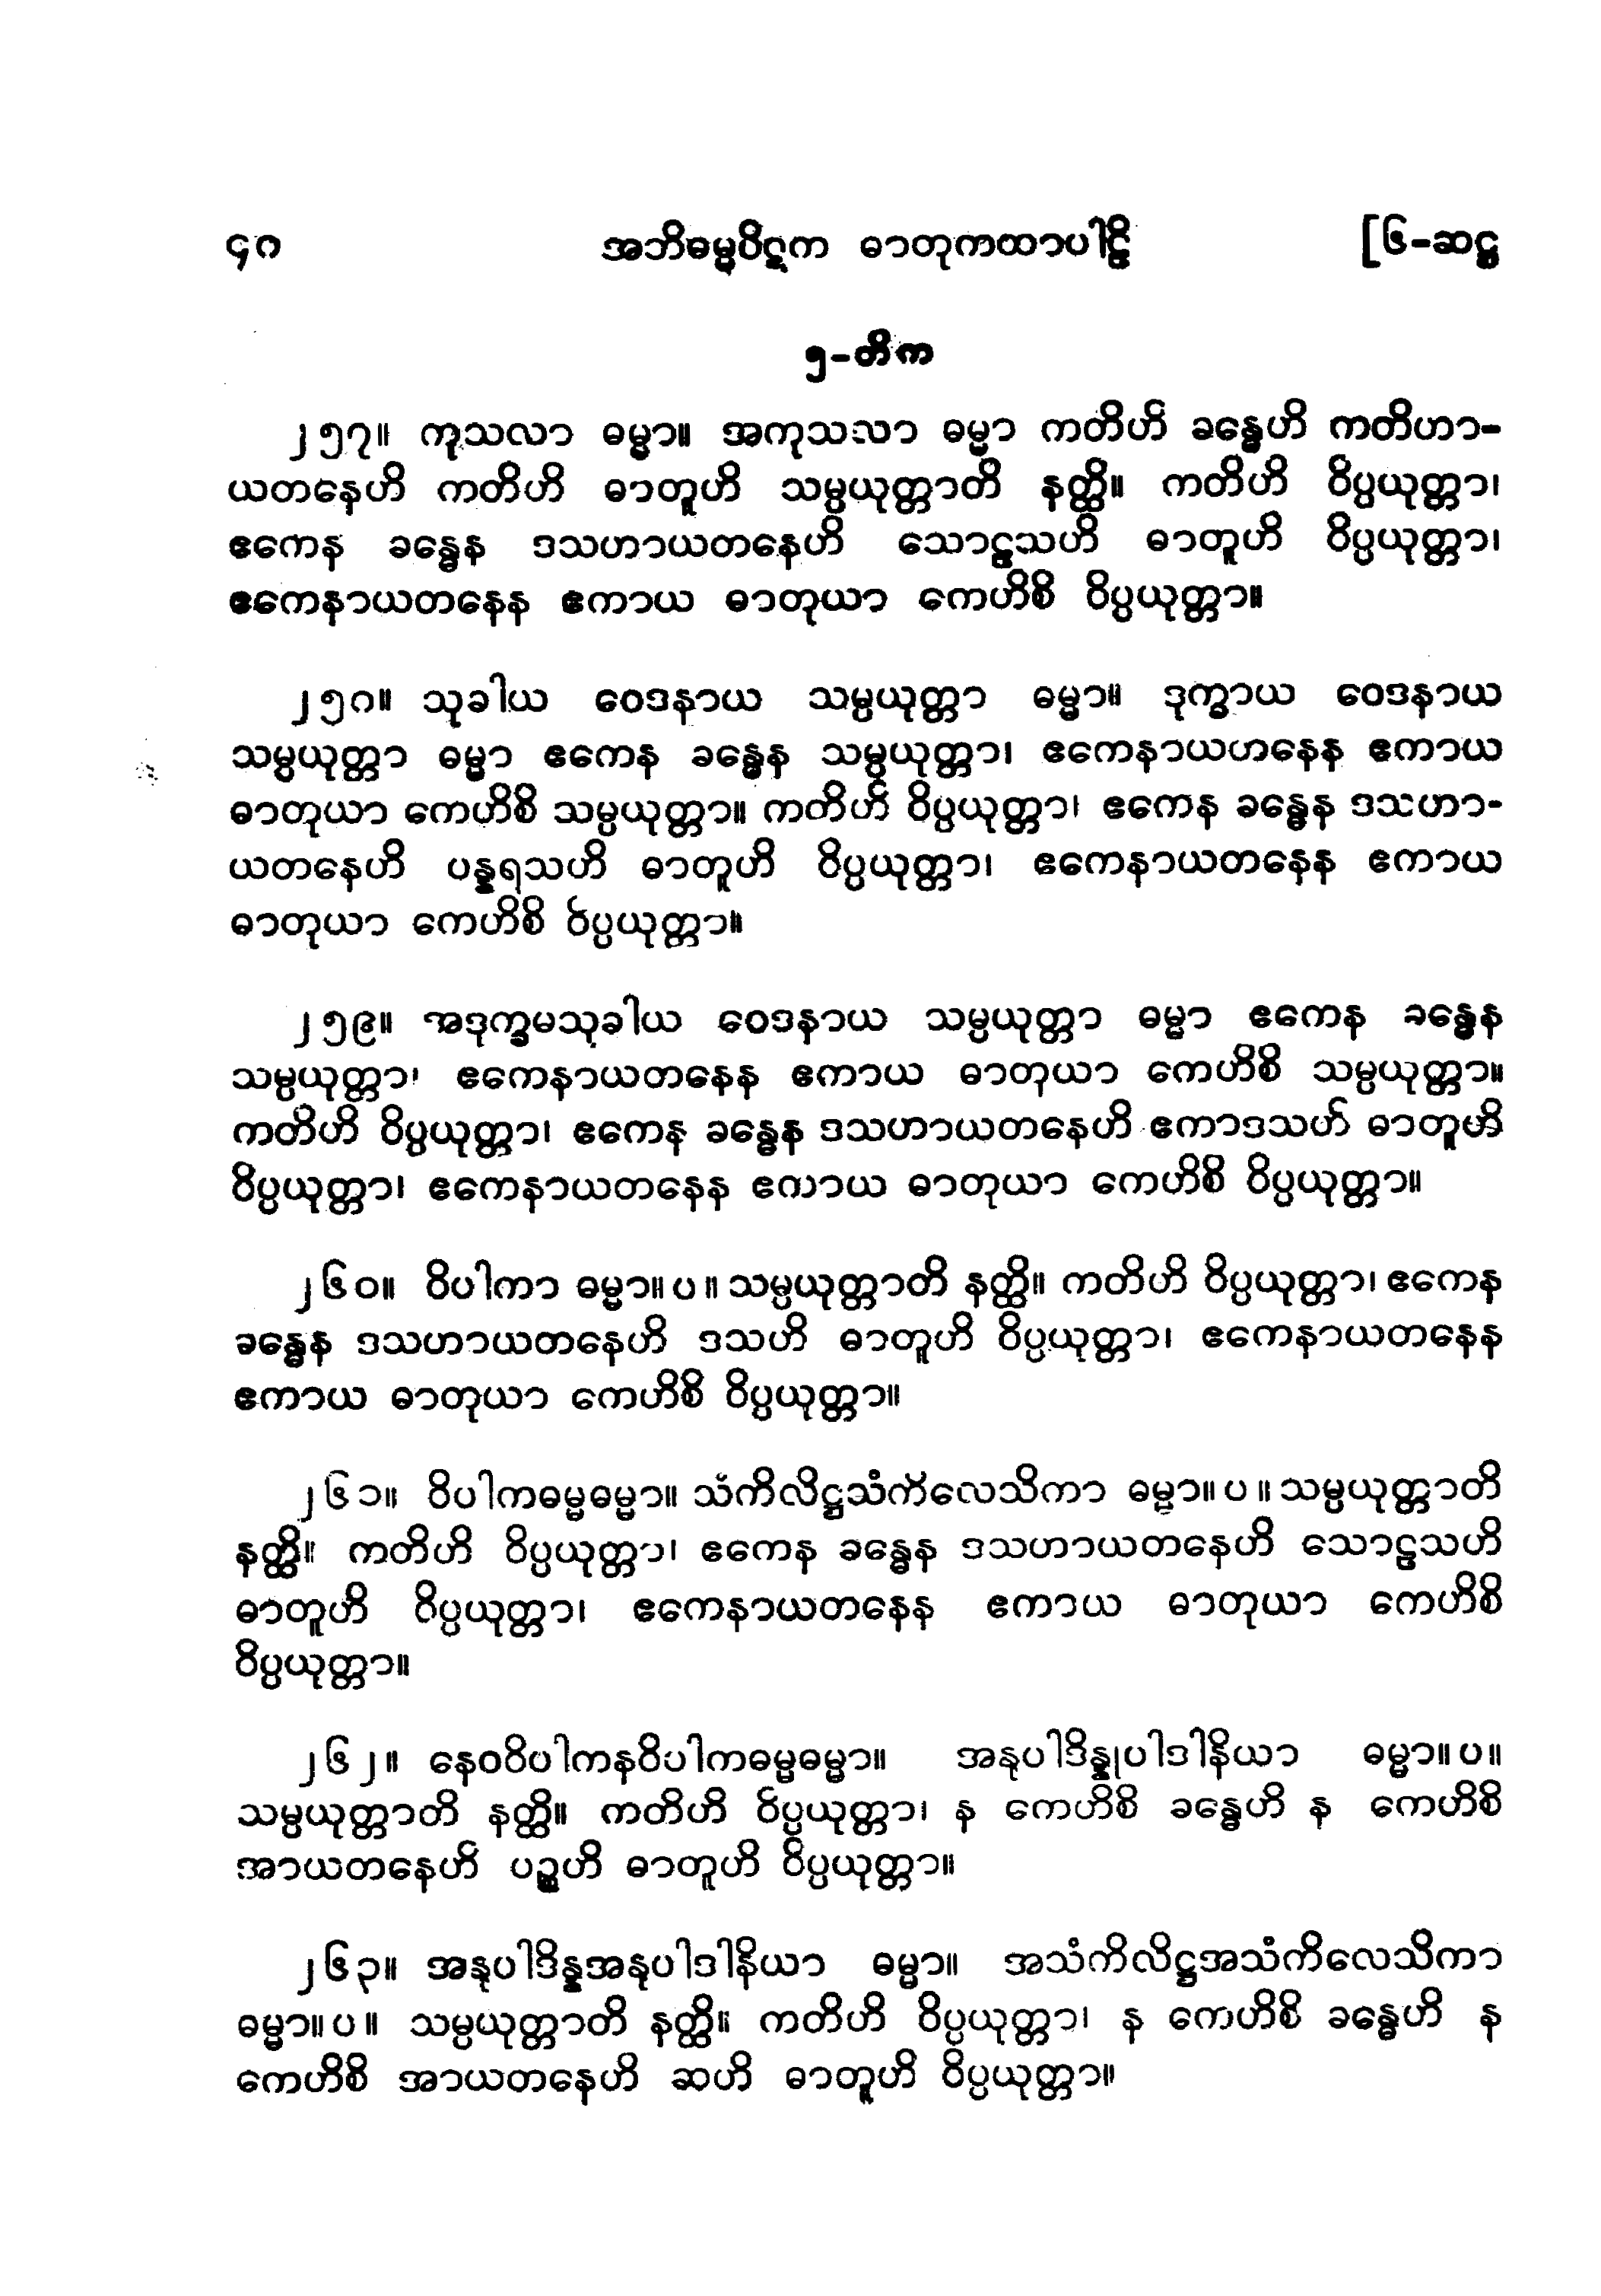 ၄၈ အဘိဓမ္မပိဋက ဓာတုကထာပါဠိ [၆-ဆဋ္ဌ
၅-တိက
၂၅၇။ ကုသလာ ဓမ္မာ။ အကုသလာ ဓမ္မာ ကတိဟိ ခန္ဓေဟိ ကတိဟာ-
ယတနေဟိ ကတိဟိ ဓာတူဟိ သမ္ပယုတ္တာတိ နတ္ထိ။ ကတိဟိ ဝိပ္ပယုတ္တာ၊
ဧကေန ခန္ဓေန ဒသဟာယတနေဟိ သောဠသဟိ ဓာတူဟိ ဝိပ္ပယုတ္တာ၊
ဧကေနာယတနေန ဧကာယ ဓာတုယာ ကေဟိစိ ဝိပ္ပယုတ္တာ။
၂၅၈။ သုခါယ ဝေဒနာယ သမ္ပယုတ္တာ ဓမ္မာ။ ဒုက္ခာယ ဝေဒနာယ
သမ္ပယုတ္တာ ဓမ္မာ ဧကေန ခန္ဓေန သမ္ပယုတ္တာ၊ ဧကေနာယဟနေန ဧကာယ
ဓာတုယာ ကေဟိစိ သမ္ပယုတ္တာ။ ကတိဟိ ဝိပ္ပယုတ္တာ၊ ဧကေန ခန္ဓေန ဒသဟာ-
ယတနေဟိ ပန္နရသဟိ ဓာတူဟိ ဝိပ္ပယုတ္တာ၊ ဧကေနာယတနေန ဧကာယ
ဓာတုယာ ကေဟိစိ ဝိပ္ပယုတ္တာ။
၂၅၉။ အဒုက္ခမသုခါယ ဝေဒနာယ သမ္ပယုတ္တာ ဓမ္မာ ဧကေန ခန္ဓေန
သမ္ပယုတ္တာ၊ ဧကေနာယတနေန ဧကာယ ဓာတုယာ ကေဟိစိ သမ္ပယုတ္တာ။
ကတိဟိ ဝိပ္ပယုတ္တာ၊ ဧကေန ခန္ဓေန ဒသဟာယတနေဟိ ဧကာဒသဟိ ဓာတူဟိ
ဝိပ္ပယုတ္တာ၊ ဧကေနာယတနေန ဧကာယ ဓာတုယာ ကေဟိစိ ဝိပ္ပယုတ္တာ။
၂၆၀။ ဝိပါကာ ဓမ္မာ။ ပ ။ သမ္ပယုတ္တာတိ နတ္ထိ။ ကတိဟိ ဝိပ္ပယုတ္တာ၊ ဧကေန
ခန္ဓေန ဒသဟာယတနေဟိ ဒသဟိ ဓာတူဟိ ဝိပ္ပယုတ္တာ၊ ဧကေနာယတနေန
ဧကာယ ဓာတုယာ ကေဟိစိ ဝိပ္ပယုတ္တာ။
၂၆၁။ ဝိပါကဓမ္မဓမ္မာ။ သံကိလိဋ္ဌသံကိလေသိကာ ဓမ္မာ။ ပ ။ သမ္ပယုတ္တာတိ
နတ္ထိ။ ကတိဟိ ဝိပ္ပယုတ္တာ၊ ဧကေန ခန္ဓေန ဒသဟာယတနေဟိ သောဠသဟိ
ဓာတူဟိ ဝိပ္ပယုတ္တာ၊ ဧကေနာယတနေန ဧကာယ ဓာတုယာ ကေဟိစိ
ဝိပ္ပယုတ္တာ။
၂၆၂။ နေဝဝိပါကနဝိပါကဓမ္မဓမ္မာ။ အနုပါဒိန္နုပါဒါနိယာ ဓမ္မာ။ ပ။
သမ္ပယုတ္တာတိ နတ္ထိ။ ကတိဟိ ဝိပ္ပယုတ္တာ၊ န ကေဟိစိ ခန္ဓေဟိ န ကေဟိစိ
အာယတနေဟိ ပဉ္စဟိ ဓာတူဟိ ဝိပ္ပယုတ္တာ။
၂၆၃။ အနုပါဒိန္နအနုပါဒါနိယာ ဓမ္မာ။ အသံကိလိဋ္ဌအသံကိလေသိကာ
ဓမ္မာ။ ပ ။ သမ္ပယုတ္တာတိ နတ္ထိ။ ကတိဟိ ဝိပ္ပယုတ္တာ၊ န ကေဟိစိ ခန္ဓေဟိ န
ကေဟိစိ အာယတနေဟိ ဆဟိ ဓာတူဟိ ဝိပ္ပယုတ္တာ။